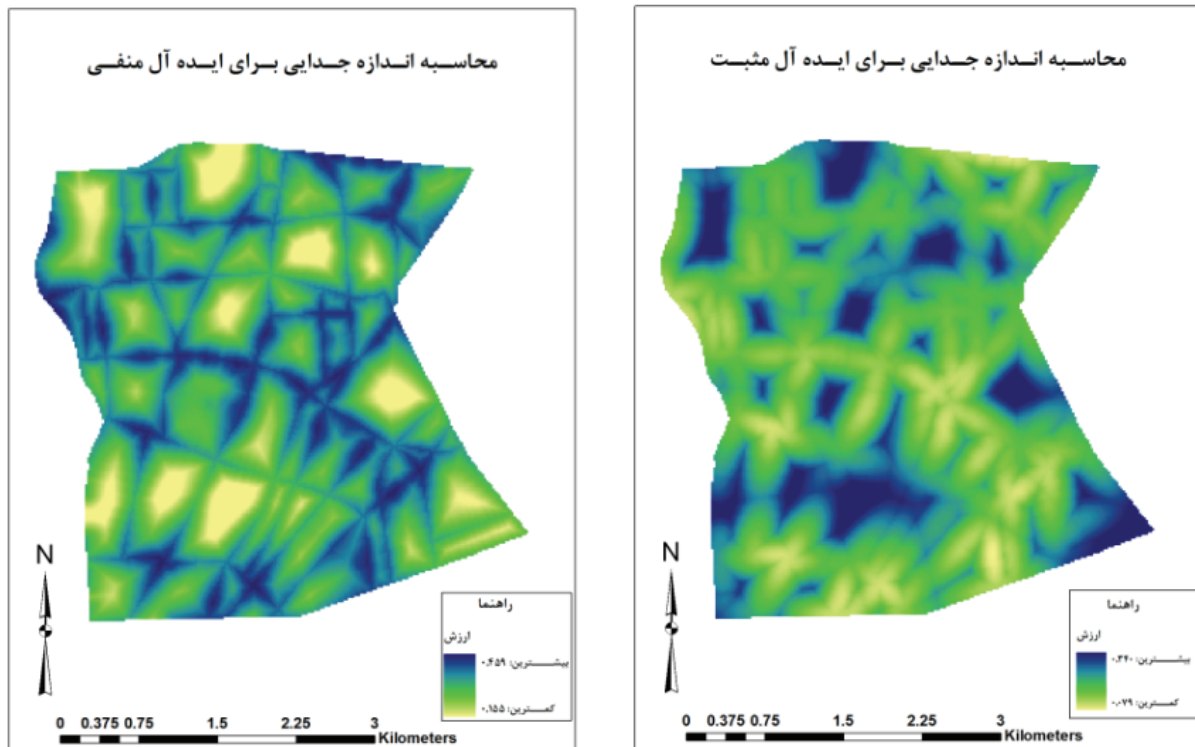 محاسبه اندازه جدایی برای ایده آل مثبت
N
راهنما
ارزش
بیشترین: ۰.۳۴۰
کمترین: ۰.۰۷۹
0 0.375 0.75 1.5 2.25 3
Kilometers
محاسبه اندازه جدایی برای ایده آل منفی
N
راهنما
ارزش
بیشترین: ۰.۴۵۹
کمترین: ۰.۱۵۵
0 0.375 0.75 1.5 2.25 3
Kilometers